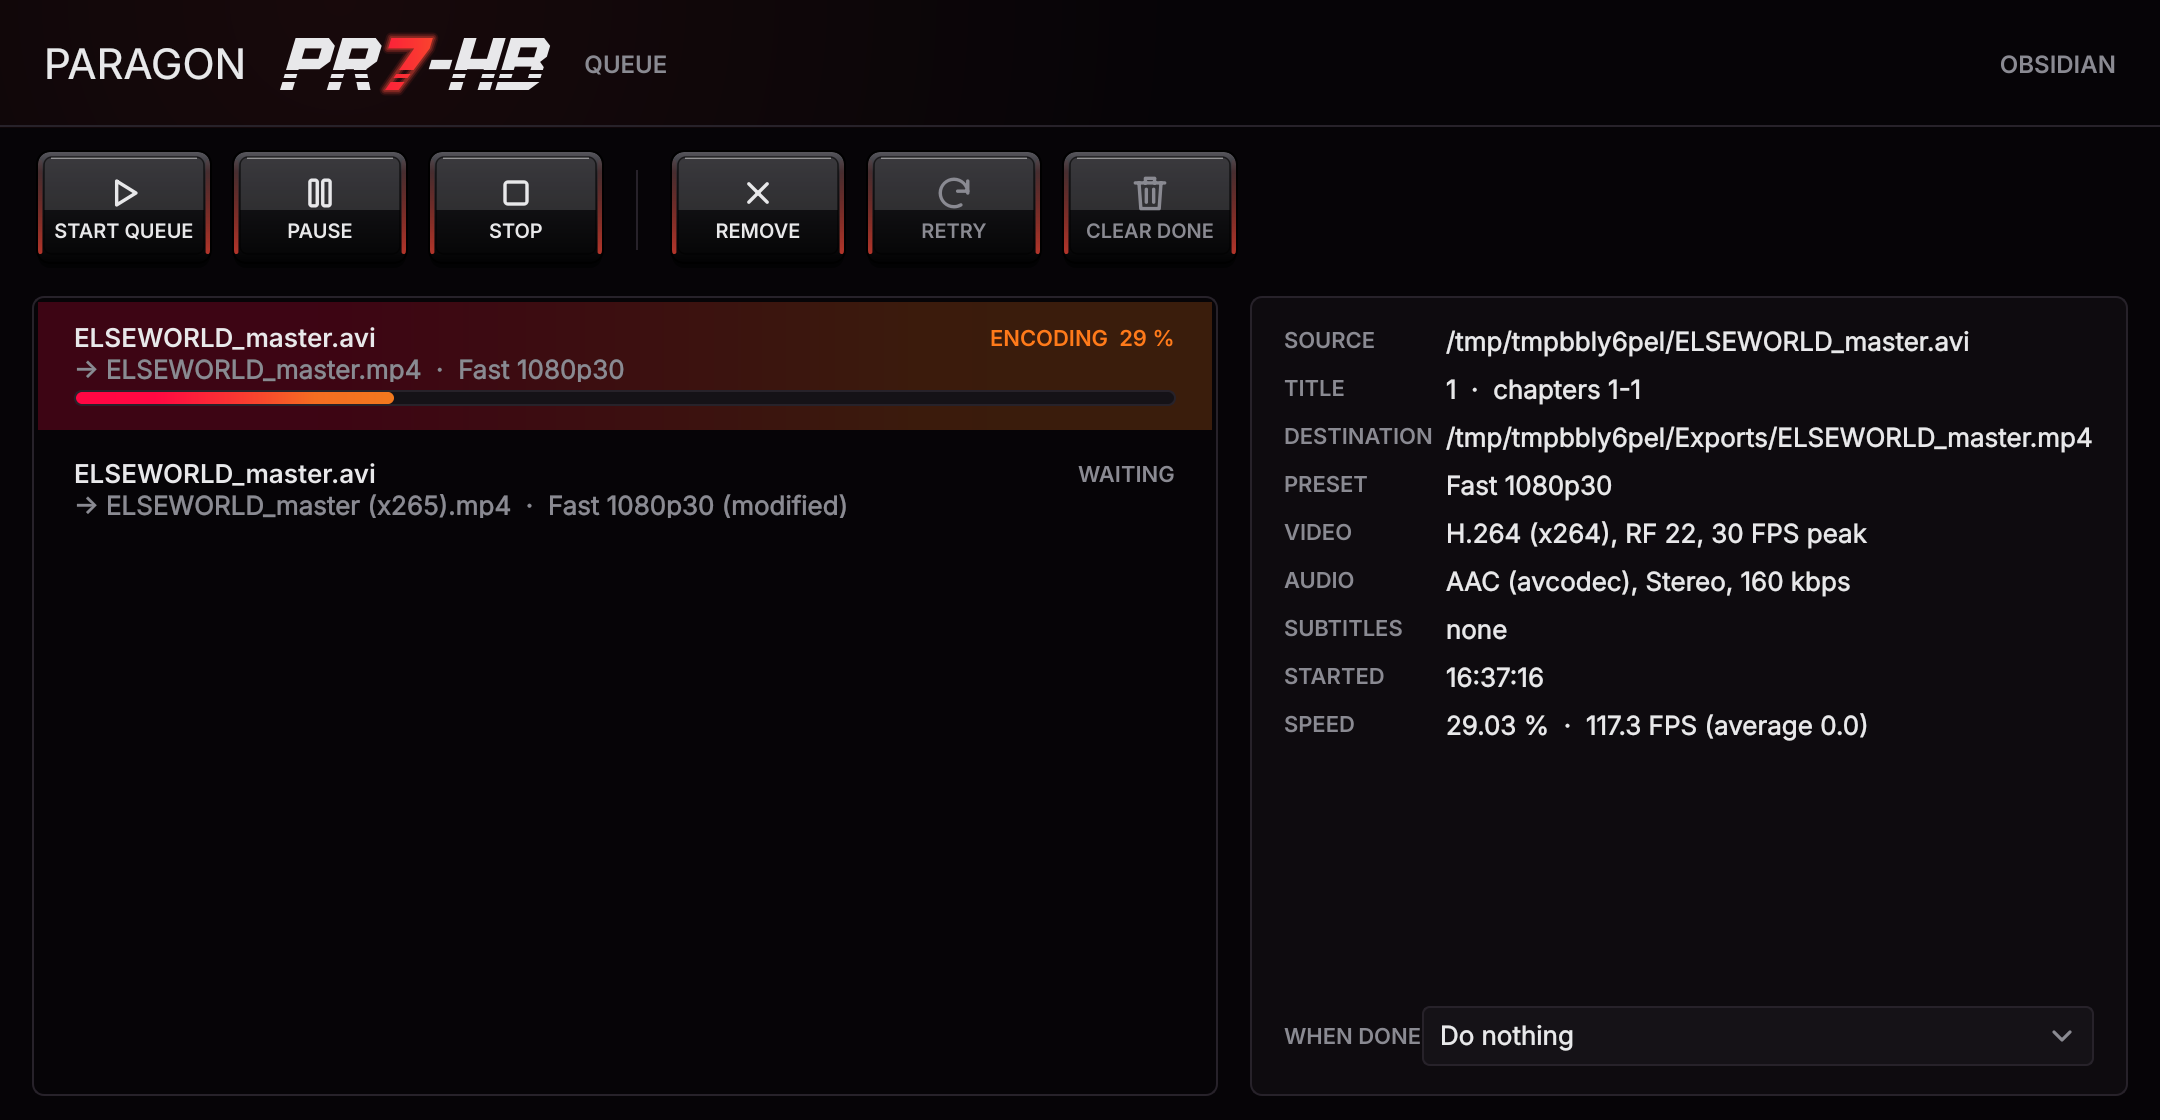 PARAGON PR7-HB QUEUE OBSIDIAN
START QUEUE PAUSE STOP REMOVE RETRY CLEAR DONE
ELSEWORLD_master.avi ENCODING 29 %
→ ELSEWORLD_master.mp4 · Fast 1080p30
ELSEWORLD_master.avi WAITING
→ ELSEWORLD_master (x265).mp4 · Fast 1080p30 (modified)
SOURCE /tmp/tmpbbly6pel/ELSEWORLD_master.avi
TITLE 1 · chapters 1-1
DESTINATION /tmp/tmpbbly6pel/Exports/ELSEWORLD_master.mp4
PRESET Fast 1080p30
VIDEO H.264 (x264), RF 22, 30 FPS peak
AUDIO AAC (avcodec), Stereo, 160 kbps
SUBTITLES none
STARTED 16:37:16
SPEED 29.03 % · 117.3 FPS (average 0.0)
WHEN DONE Do nothing